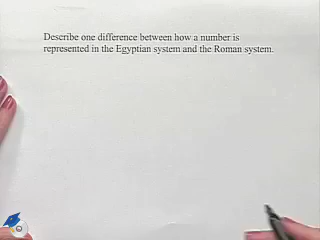 Describe one difference between how a number is
represented in the Egyptian system and the Roman system.